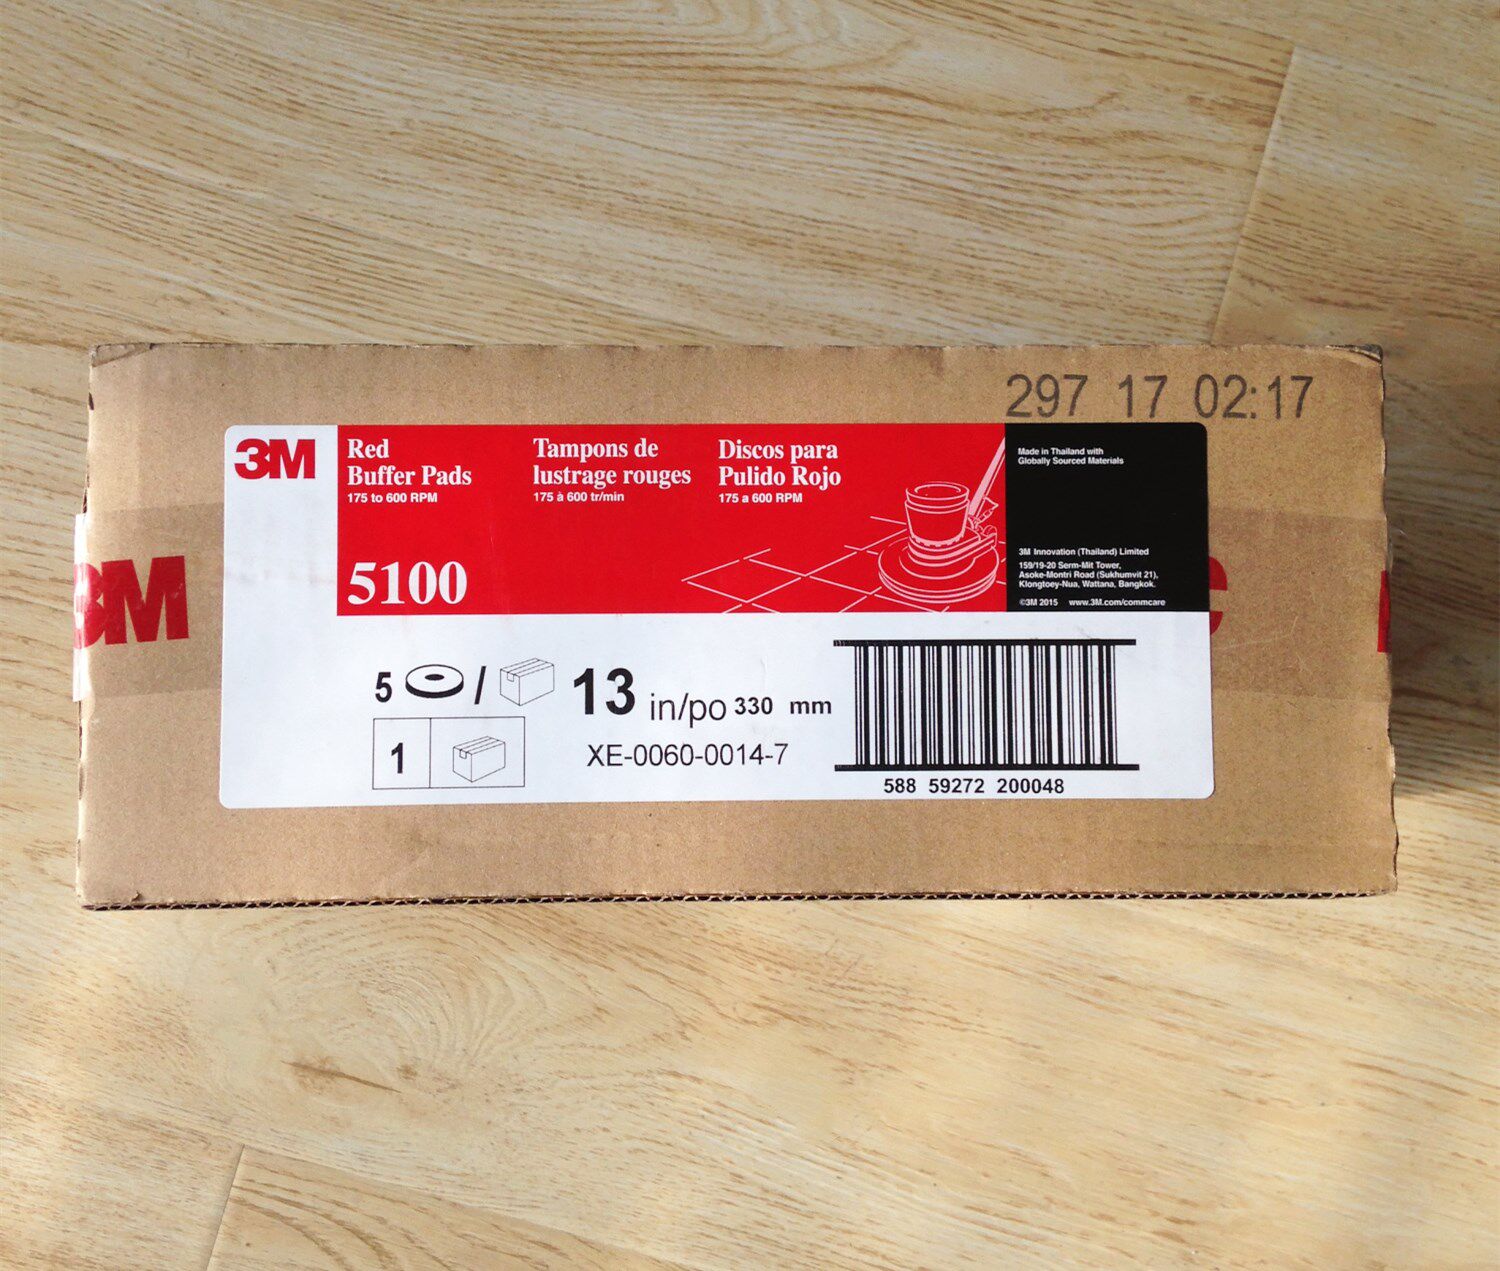 297 17 02:17
3M
Red
Buffer Pads
175 to 600 RPM
Tampons de
lustrage rouges
175 à 600 tr/min
Discos para
Pulido Rojo
175 a 600 RPM
5100
Made in Thailand with
Globally Sourced Materials
3M Innovation (Thailand) Limited
159/19-20 Serm-Mit Tower,
Asoke-Montri Road (Sukhumvit 21),
Klongtoey-Nua, Wattana, Bangkok.
©3M 2015 www.3M.com/commcare
3M
5 / 13 in/po 330 mm
1
XE-0060-0014-7
588 59272 200048